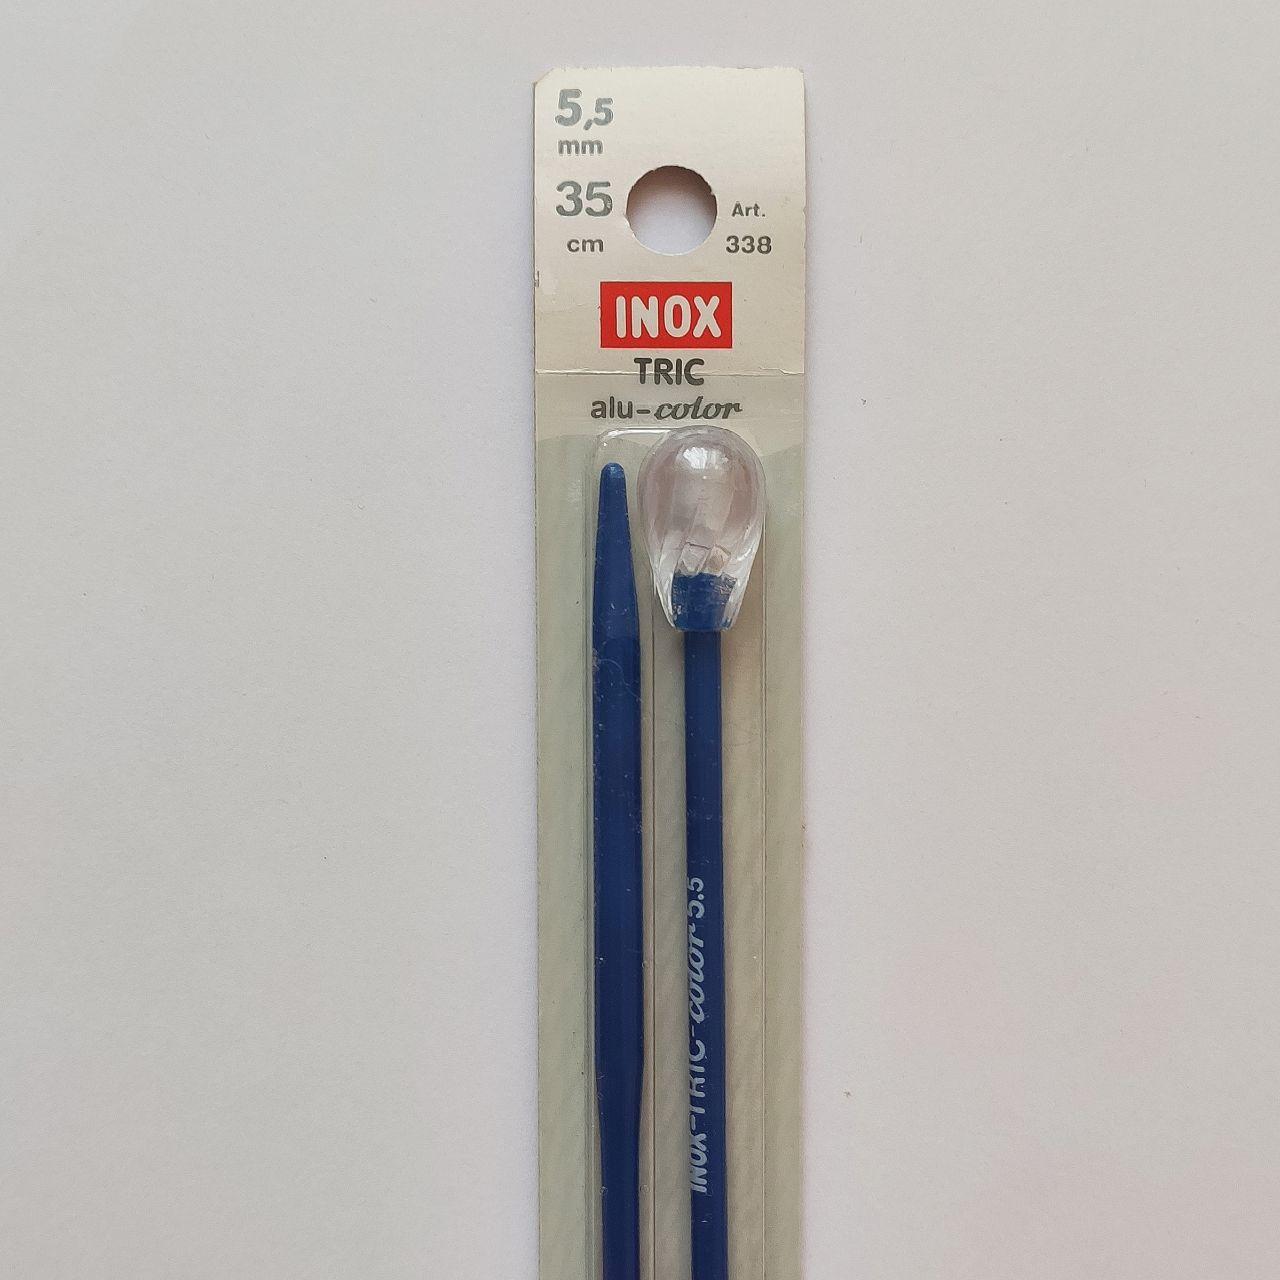 5,5
mm
35
cm
Art.
338
INOX
TRIC
alu-color
INOX-TRIC-color 5.5